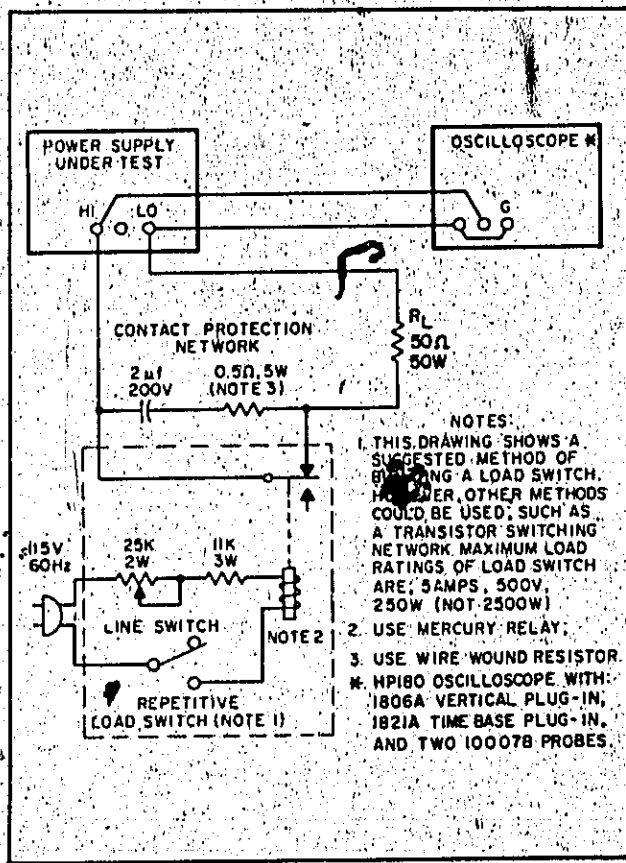 POWER SUPPLY
UNDER TEST
OSCILLOSCOPE *
HI
LO
G
CONTACT PROTECTION
NETWORK
2 µf
200V
0.5Ω, 5W
(NOTE 3)
RL
50Ω
50W
115V
60Hz
25K
2W
11K
3W
LINE SWITCH
NOTE 2
REPETITIVE
LOAD SWITCH (NOTE 1)
NOTES:
1. THIS DRAWING SHOWS A
SUGGESTED METHOD OF
A LOAD SWITCH.
OTHER METHODS
COULD BE USED, SUCH AS
A TRANSISTOR SWITCHING
NETWORK. MAXIMUM LOAD
RATINGS OF LOAD SWITCH
ARE; 5AMPS, 500V,
250W (NOT 2500W)
2. USE MERCURY RELAY;
3. USE WIRE WOUND RESISTOR
* HP180 OSCILLOSCOPE WITH:
1806A VERTICAL PLUG-IN,
1821A TIME BASE PLUG-IN,
AND TWO 10007B PROBES.